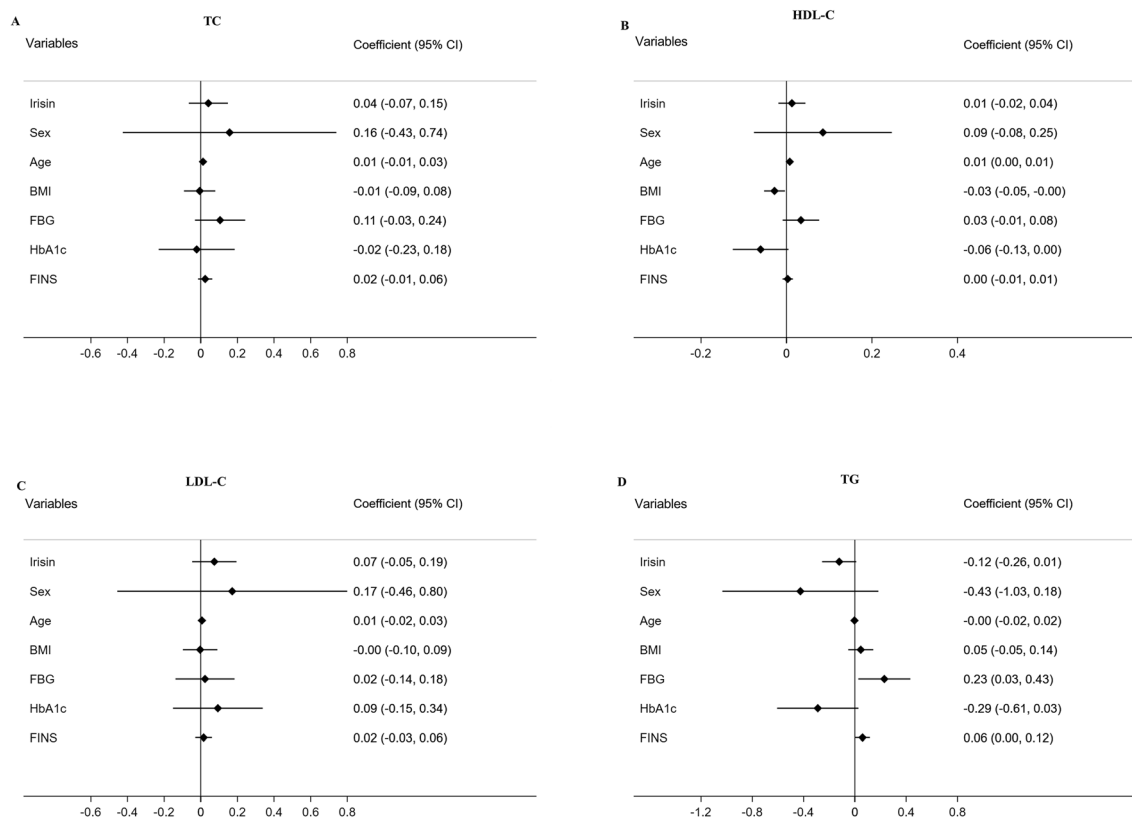 A TC
Variables Coefficient (95% CI)
Irisin 0.04 (-0.07, 0.15)
Sex 0.16 (-0.43, 0.74)
Age 0.01 (-0.01, 0.03)
BMI -0.01 (-0.09, 0.08)
FBG 0.11 (-0.03, 0.24)
HbA1c -0.02 (-0.23, 0.18)
FINS 0.02 (-0.01, 0.06)
-0.6 -0.4 -0.2 0 0.2 0.4 0.6 0.8
B HDL-C
Variables Coefficient (95% CI)
Irisin 0.01 (-0.02, 0.04)
Sex 0.09 (-0.08, 0.25)
Age 0.01 (0.00, 0.01)
BMI -0.03 (-0.05, -0.00)
FBG 0.03 (-0.01, 0.08)
HbA1c -0.06 (-0.13, 0.00)
FINS 0.00 (-0.01, 0.01)
-0.2 0 0.2 0.4
C LDL-C
Variables Coefficient (95% CI)
Irisin 0.07 (-0.05, 0.19)
Sex 0.17 (-0.46, 0.80)
Age 0.01 (-0.02, 0.03)
BMI -0.00 (-0.10, 0.09)
FBG 0.02 (-0.14, 0.18)
HbA1c 0.09 (-0.15, 0.34)
FINS 0.02 (-0.03, 0.06)
-0.6 -0.4 -0.2 0 0.2 0.4 0.6 0.8
D TG
Variables Coefficient (95% CI)
Irisin -0.12 (-0.26, 0.01)
Sex -0.43 (-1.03, 0.18)
Age -0.00 (-0.02, 0.02)
BMI 0.05 (-0.05, 0.14)
FBG 0.23 (0.03, 0.43)
HbA1c -0.29 (-0.61, 0.03)
FINS 0.06 (0.00, 0.12)
-1.2 -0.8 -0.4 0 0.4 0.8